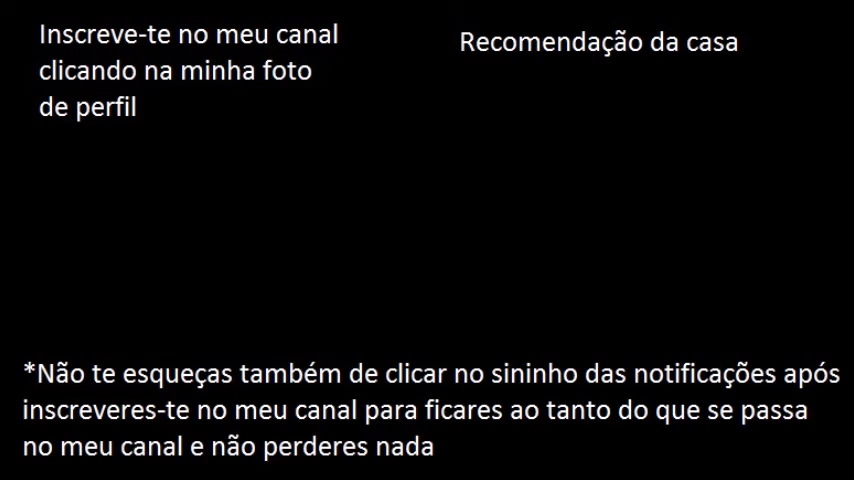 Inscreve-te no meu canal
clicando na minha foto
de perfil
Recomendação da casa
*Não te esqueças também de clicar no sininho das notificações após
inscreveres-te no meu canal para ficares ao tanto do que se passa
no meu canal e não perderes nada